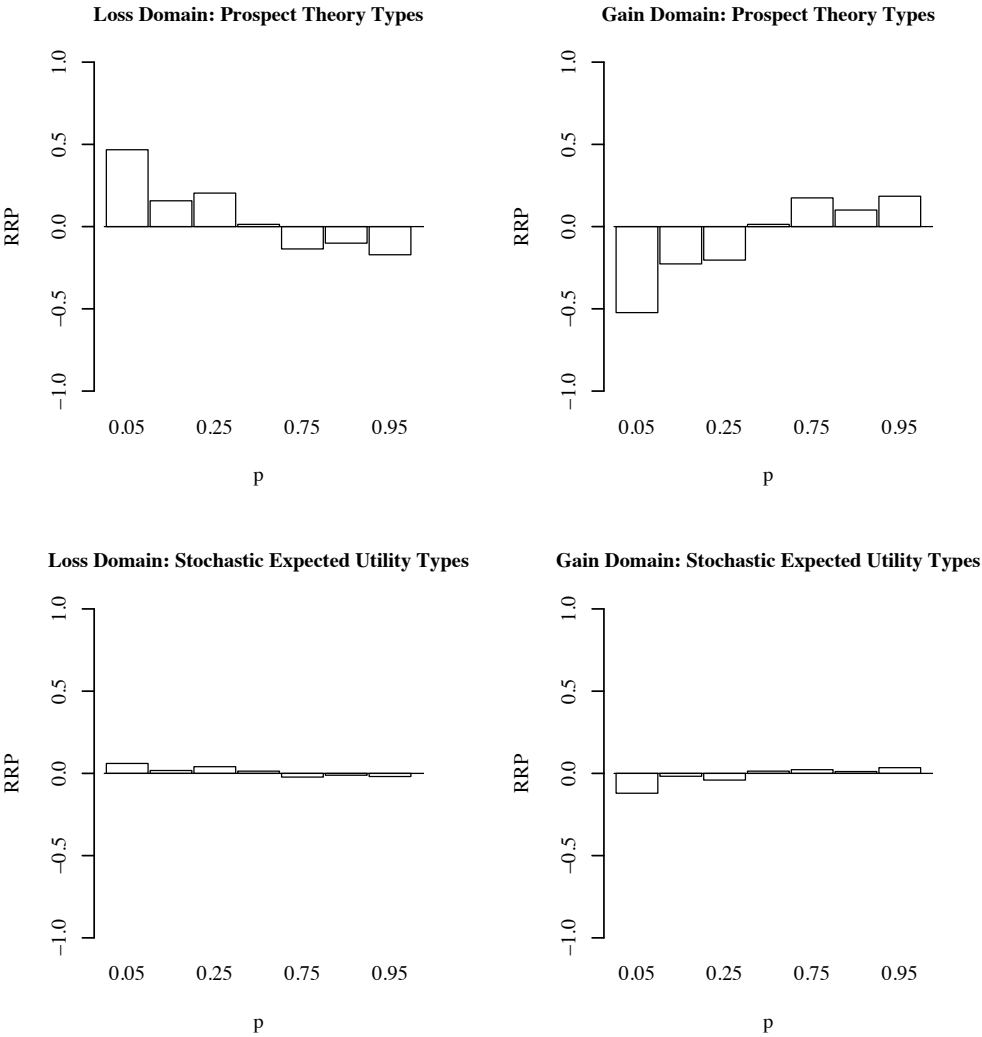 Loss Domain: Prospect Theory Types
RRP
1.0
0.5
0.0
−0.5
−1.0
0.05 0.25 0.75 0.95
p
Gain Domain: Prospect Theory Types
RRP
1.0
0.5
0.0
−0.5
−1.0
0.05 0.25 0.75 0.95
p
Loss Domain: Stochastic Expected Utility Types
RRP
1.0
0.5
0.0
−0.5
−1.0
0.05 0.25 0.75 0.95
p
Gain Domain: Stochastic Expected Utility Types
RRP
1.0
0.5
0.0
−0.5
−1.0
0.05 0.25 0.75 0.95
p